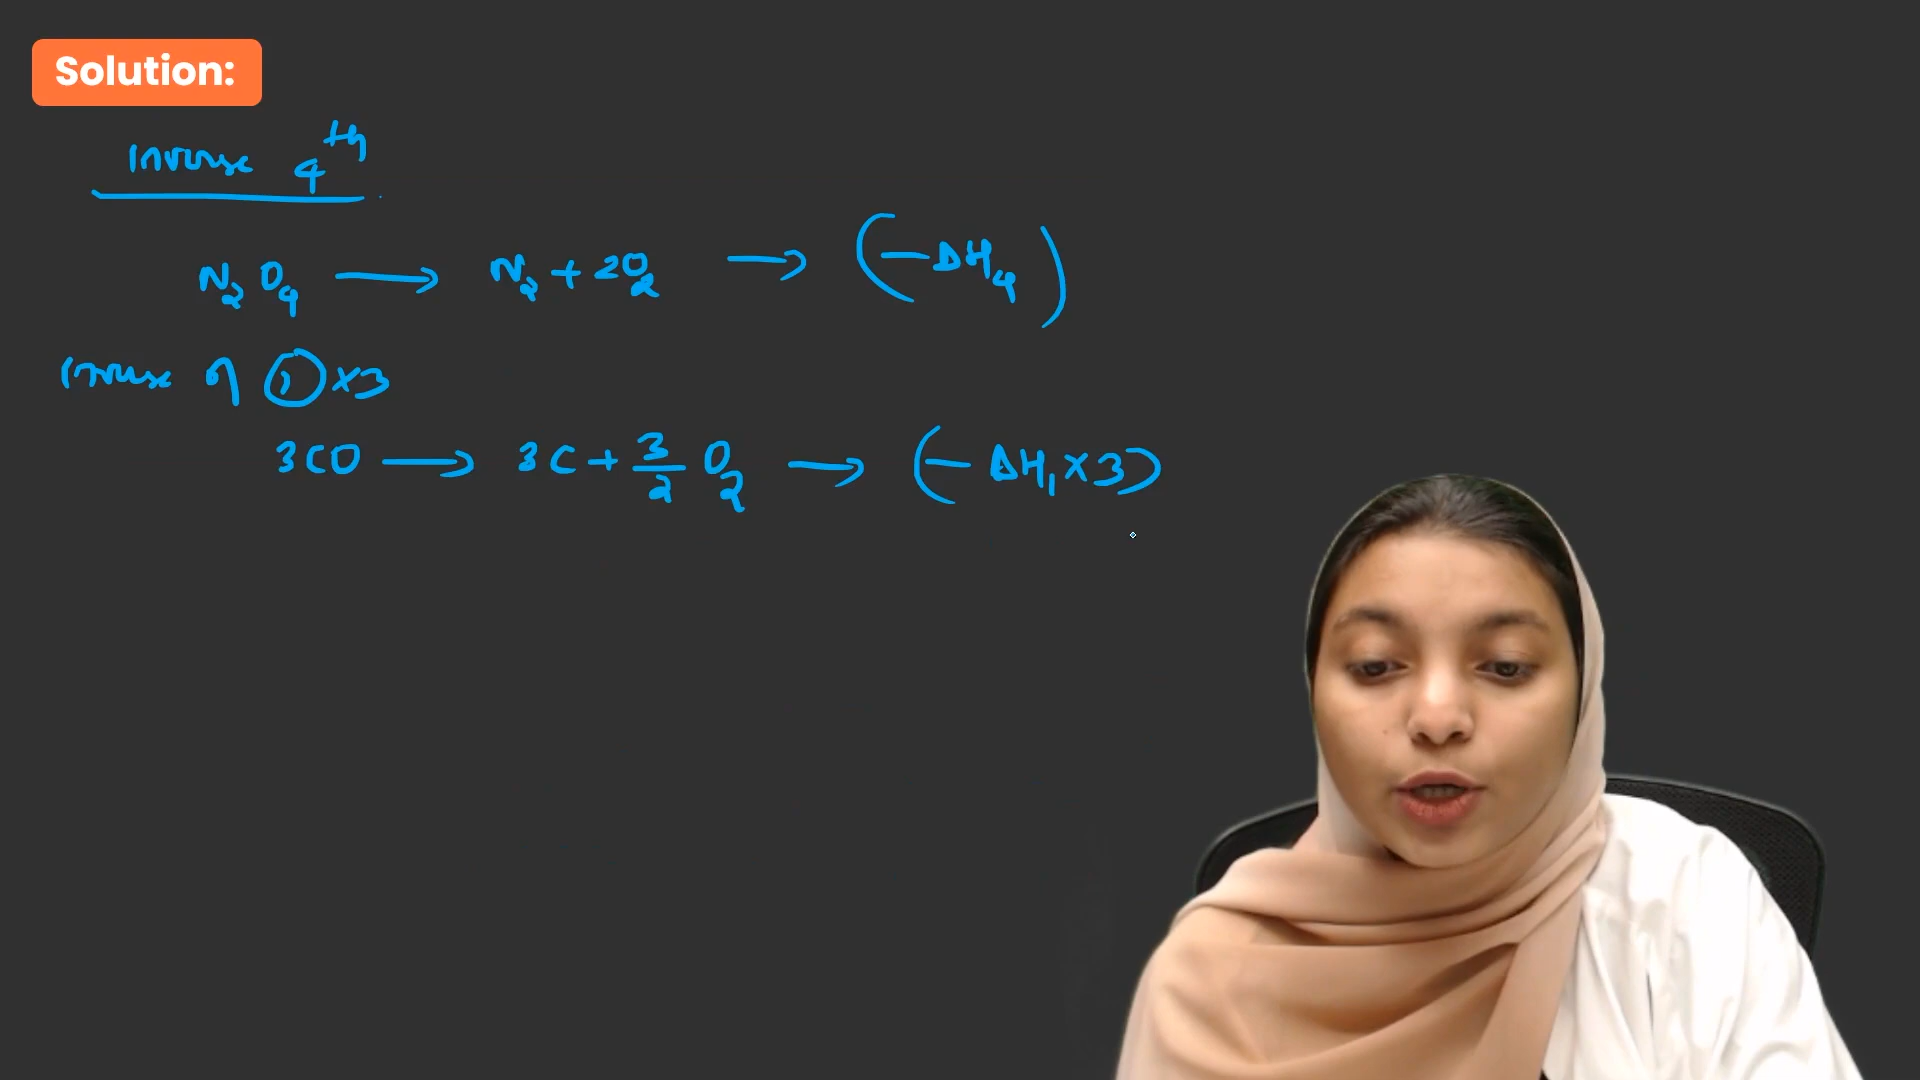 Solution:
Inverse 4th
N₂O₄ ⟶ N₂ + 2O₂ ⟶ (−ΔH₄)
Inverse of ① ×3
3CO ⟶ 3C + 3/2 O₂ ⟶ (−ΔH₁×3)